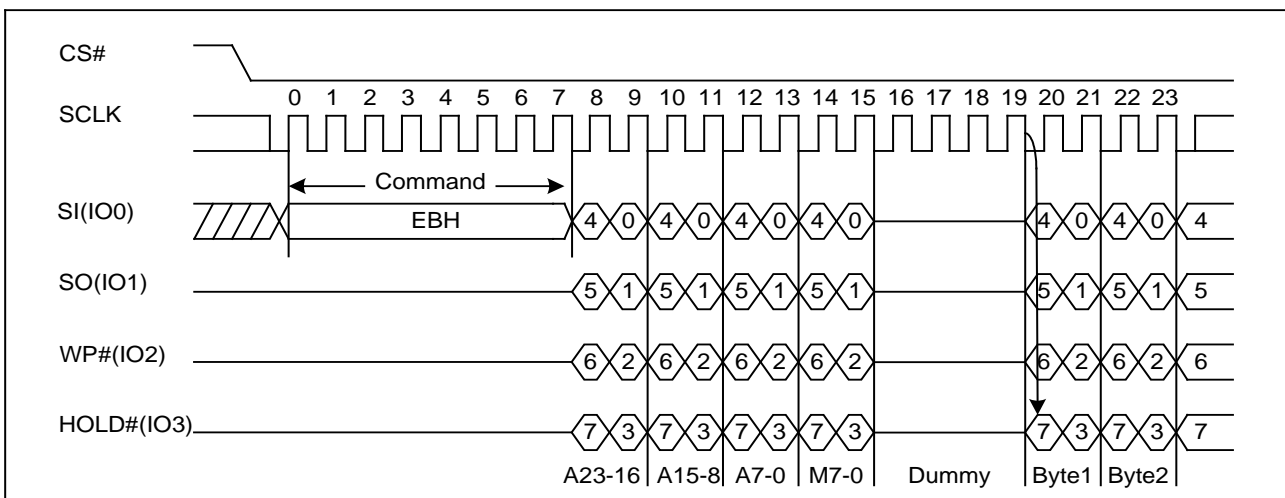 CS#
0 1 2 3 4 5 6 7 8 9 10 11 12 13 14 15 16 17 18 19 20 21 22 23
SCLK
Command
SI(IO0) EBH 4 0 4 0 4 0 4 0 4 0 4 0 4
SO(IO1) 5 1 5 1 5 1 5 1 5 1 5 1 5
WP#(IO2) 6 2 6 2 6 2 6 2 6 2 6 2 6
HOLD#(IO3) 7 3 7 3 7 3 7 3 7 3 7 3 7
A23-16 A15-8 A7-0 M7-0 Dummy Byte1 Byte2